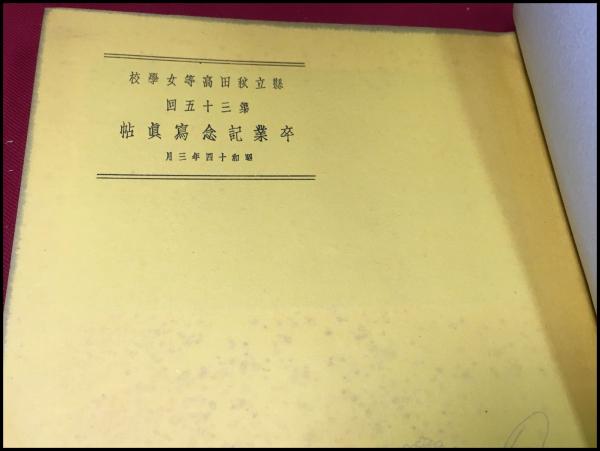 縣立秋田高等女學校
第三十五回
卒業記念寫眞帖
昭和十四年三月